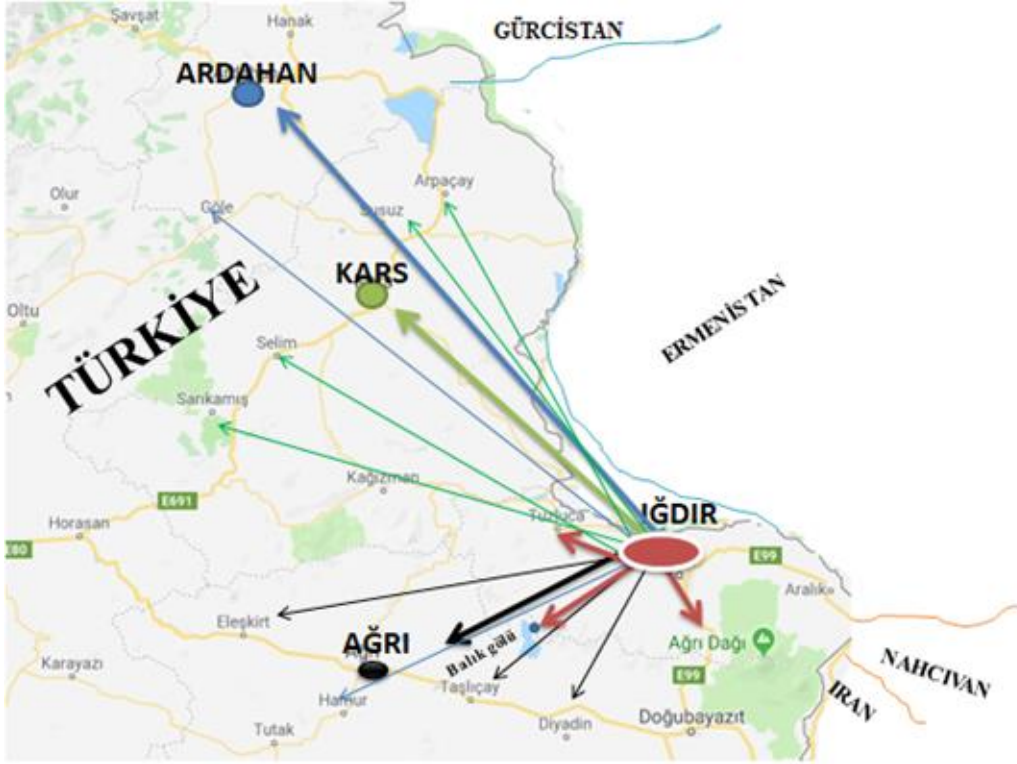 Şavşat
Hanak
GÜRCİSTAN
ARDAHAN
Olur
Göle
Arpaçay
Susuz
KARS
TÜRKİYE
Oltu
ERMENİSTAN
Selim
Sarıkamış
Kağızman
E691
Horasan
E80
Tuzluca
IĞDIR
E99
Aralık
Eleşkirt
AĞRI
Ağrı
Balık gölü
Ağrı Dağı
Karayazı
Taşlıçay
E99
NAHCIVAN
IRAN
Hamur
Tutak
Diyadin
Doğubayazıt